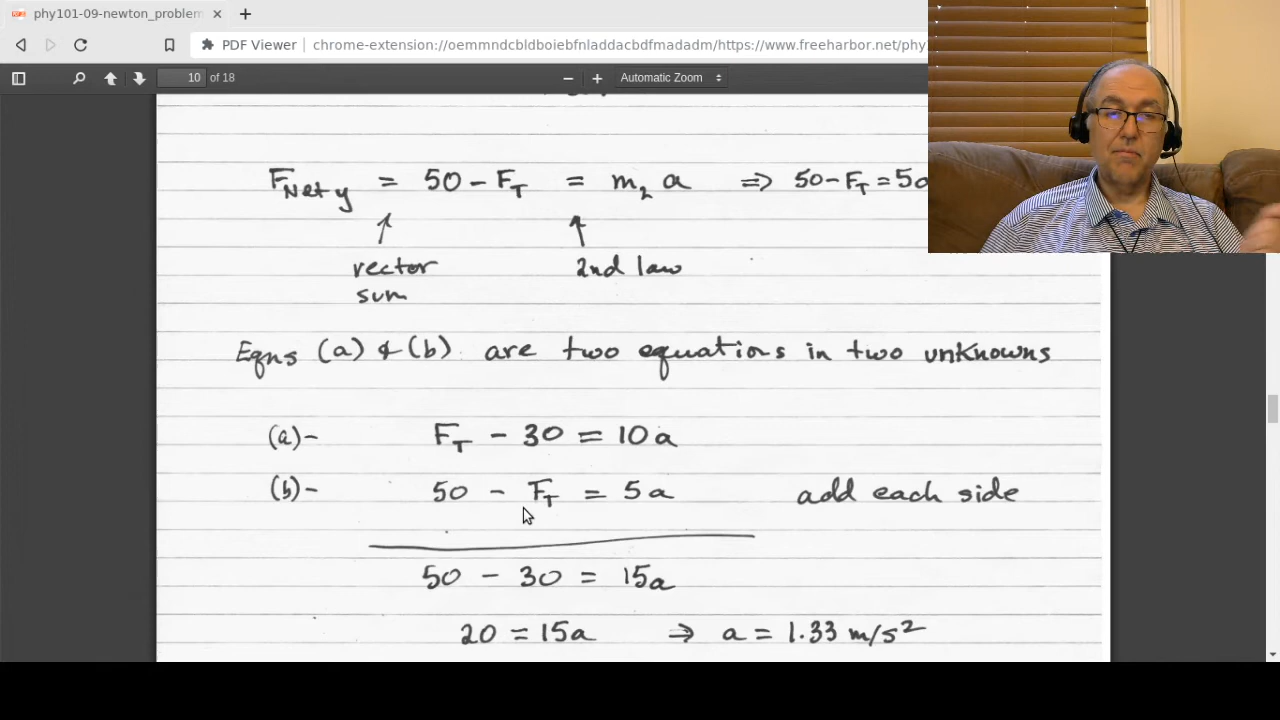 phy101-09-newton_problem
PDF Viewer chrome-extension://oemmndcbldboiebfnladdacbdfmadadm/https://www.freeharbor.net/phy
10 of 18 Automatic Zoom
F_Net y = 50 - F_T = m_2 a ⇒ 50 - F_T = 50
vector 2nd law
sum
Eqns (a) & (b) are two equations in two unknowns
(a)- F_T - 30 = 10a
(b)- 50 - F_T = 5a add each side
50 - 30 = 15a
20 = 15a ⇒ a = 1.33 m/s²